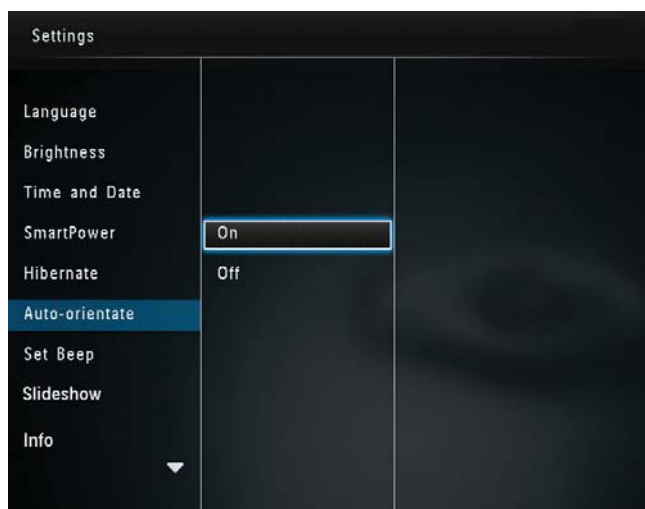 Settings
Language
Brightness
Time and Date
SmartPower
Hibernate
Auto-orientate
Set Beep
Slideshow
Info
On
Off